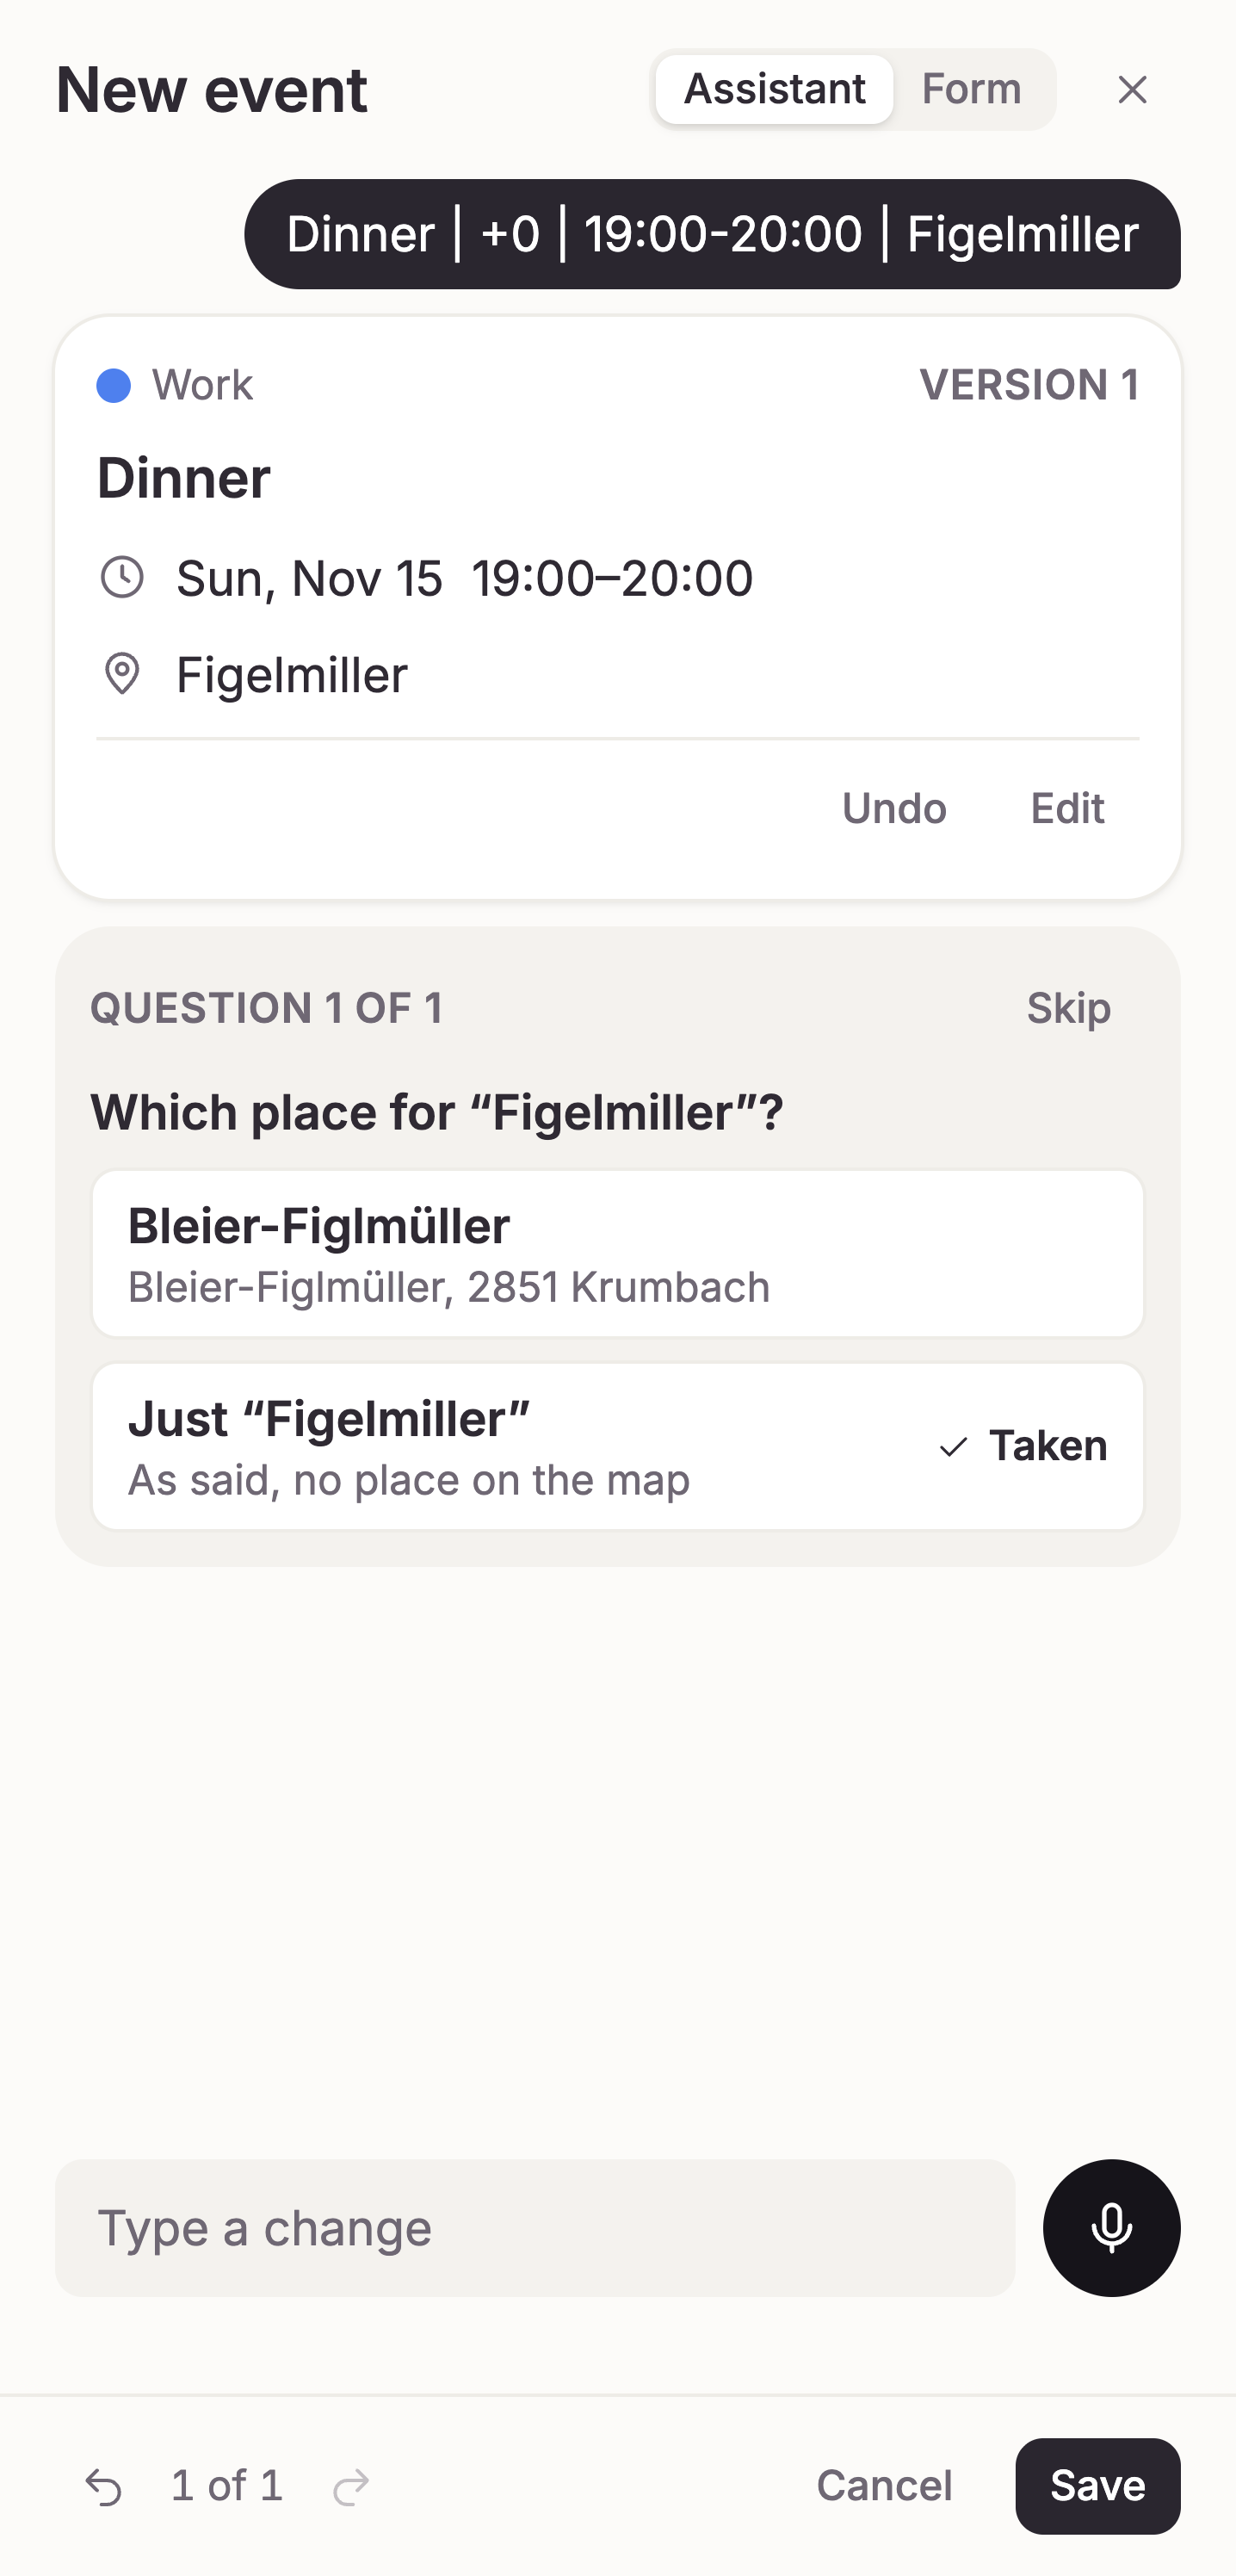 New event
Assistant
Form
Dinner | +0 | 19:00-20:00 | Figelmiller
Work
VERSION 1
Dinner
Sun, Nov 15 19:00–20:00
Figelmiller
Undo
Edit
QUESTION 1 OF 1
Skip
Which place for “Figelmiller”?
Bleier-Figlmüller
Bleier-Figlmüller, 2851 Krumbach
Just “Figelmiller”
As said, no place on the map
Taken
Type a change
1 of 1
Cancel
Save